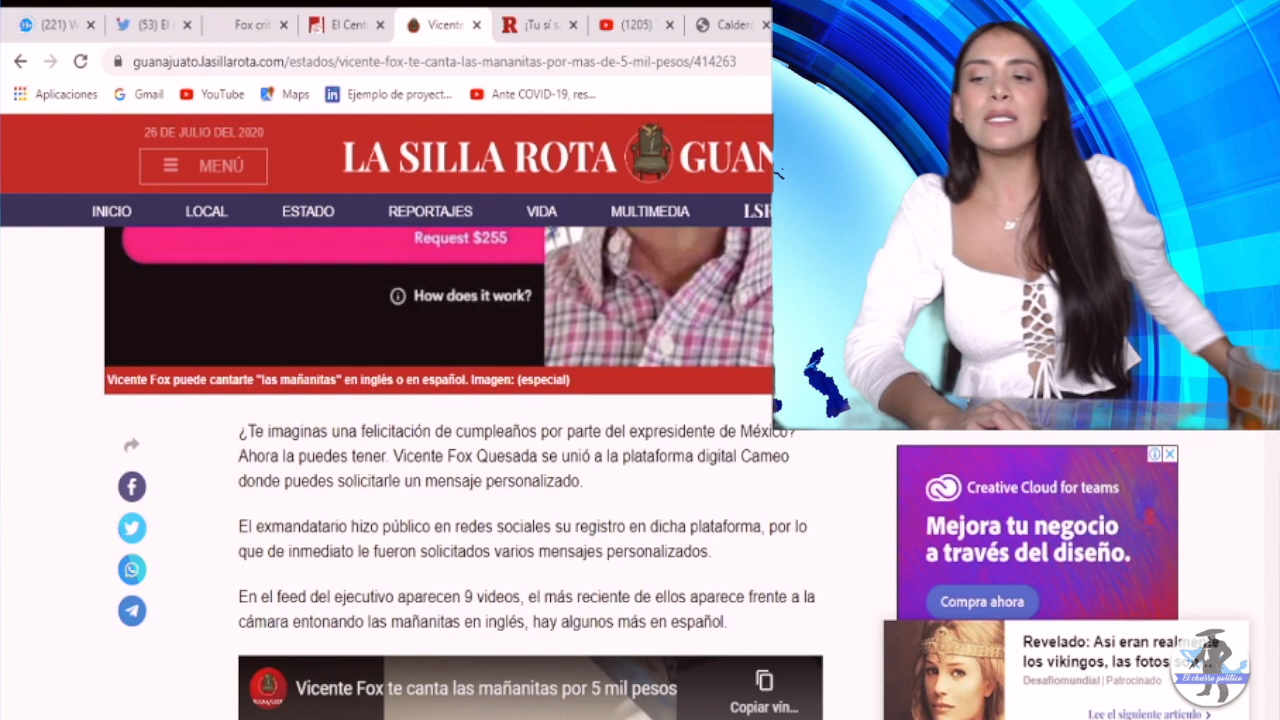 (221) W
(53) El
Fox crit
El Cent
Vicente
¡Tu sí s
(1205)
Calder
guanajuato.lasillarota.com/estados/vicente-fox-te-canta-las-mananitas-por-mas-de-5-mil-pesos/414263
Aplicaciones
Gmail
YouTube
Maps
Ejemplo de proyect...
Ante COVID-19, res...
26 DE JULIO DEL 2020
MENÚ
LA SILLA ROTA GUAN
INICIO
LOCAL
ESTADO
REPORTAJES
VIDA
MULTIMEDIA
LSR
Request $255
How does it work?
Vicente Fox puede cantarte "las mañanitas" en inglés o en español. Imagen: (especial)
¿Te imaginas una felicitación de cumpleaños por parte del expresidente de México?
Ahora la puedes tener. Vicente Fox Quesada se unió a la plataforma digital Cameo
donde puedes solicitarle un mensaje personalizado.
El exmandatario hizo público en redes sociales su registro en dicha plataforma, por lo
que de inmediato le fueron solicitados varios mensajes personalizados.
En el feed del ejecutivo aparecen 9 videos, el más reciente de ellos aparece frente a la
cámara entonando las mañanitas en inglés, hay algunos más en español.
Vicente Fox te canta las mañanitas por 5 mil pesos
Copiar vín...
Creative Cloud for teams
Mejora tu negocio
a través del diseño.
Compra ahora
Revelado: Así eran realmente
los vikingos, las fotos
Desafiomundial | Patrocinado
Lee el siguiente artículo
El charro político